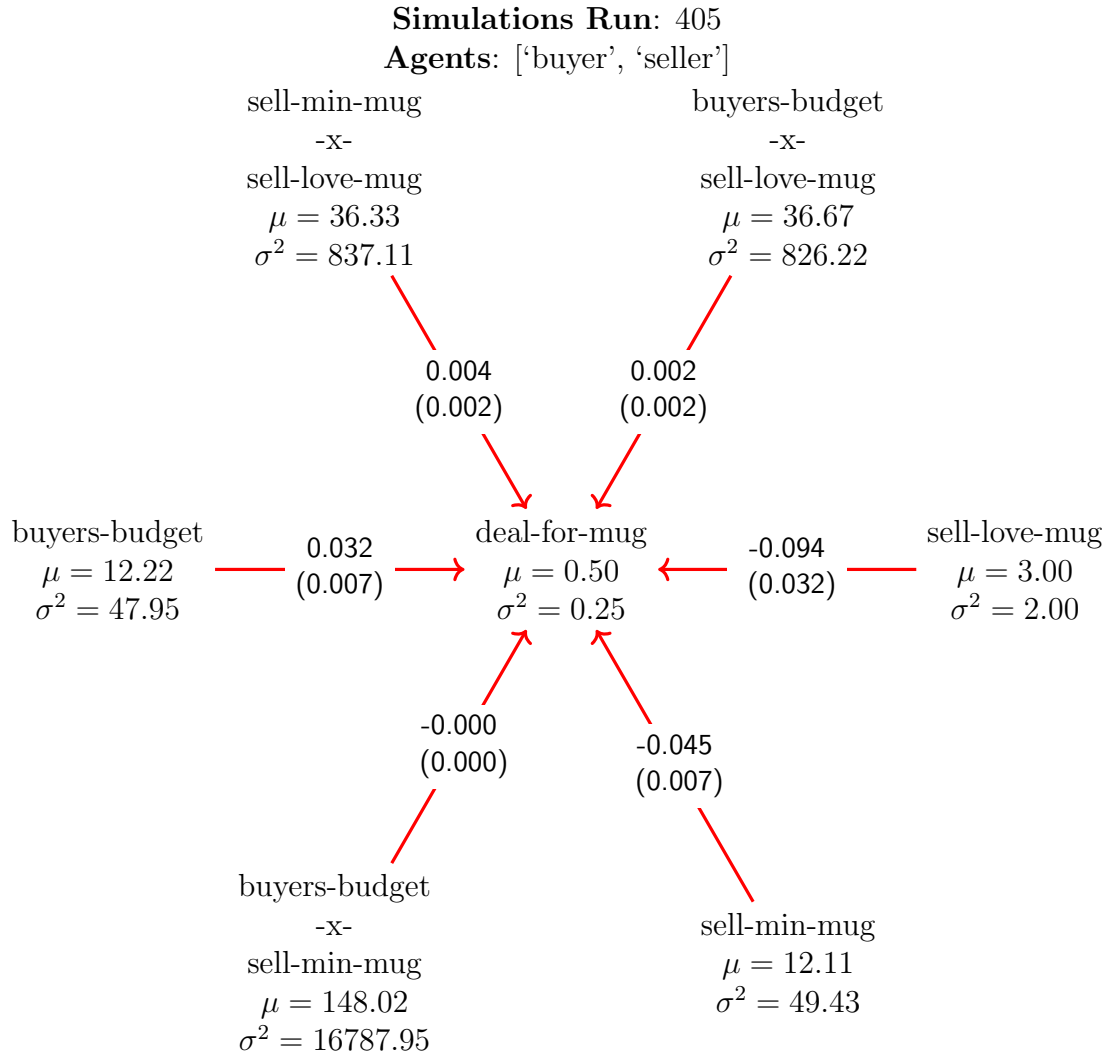 Simulations Run: 405
Agents: [‘buyer’, ‘seller’]
sell-min-mug
-x-
sell-love-mug
μ = 36.33
σ² = 837.11
buyers-budget
-x-
sell-love-mug
μ = 36.67
σ² = 826.22
0.004
(0.002)
0.002
(0.002)
buyers-budget
μ = 12.22
σ² = 47.95
0.032
(0.007)
deal-for-mug
μ = 0.50
σ² = 0.25
-0.094
(0.032)
sell-love-mug
μ = 3.00
σ² = 2.00
-0.000
(0.000)
-0.045
(0.007)
buyers-budget
-x-
sell-min-mug
μ = 148.02
σ² = 16787.95
sell-min-mug
μ = 12.11
σ² = 49.43